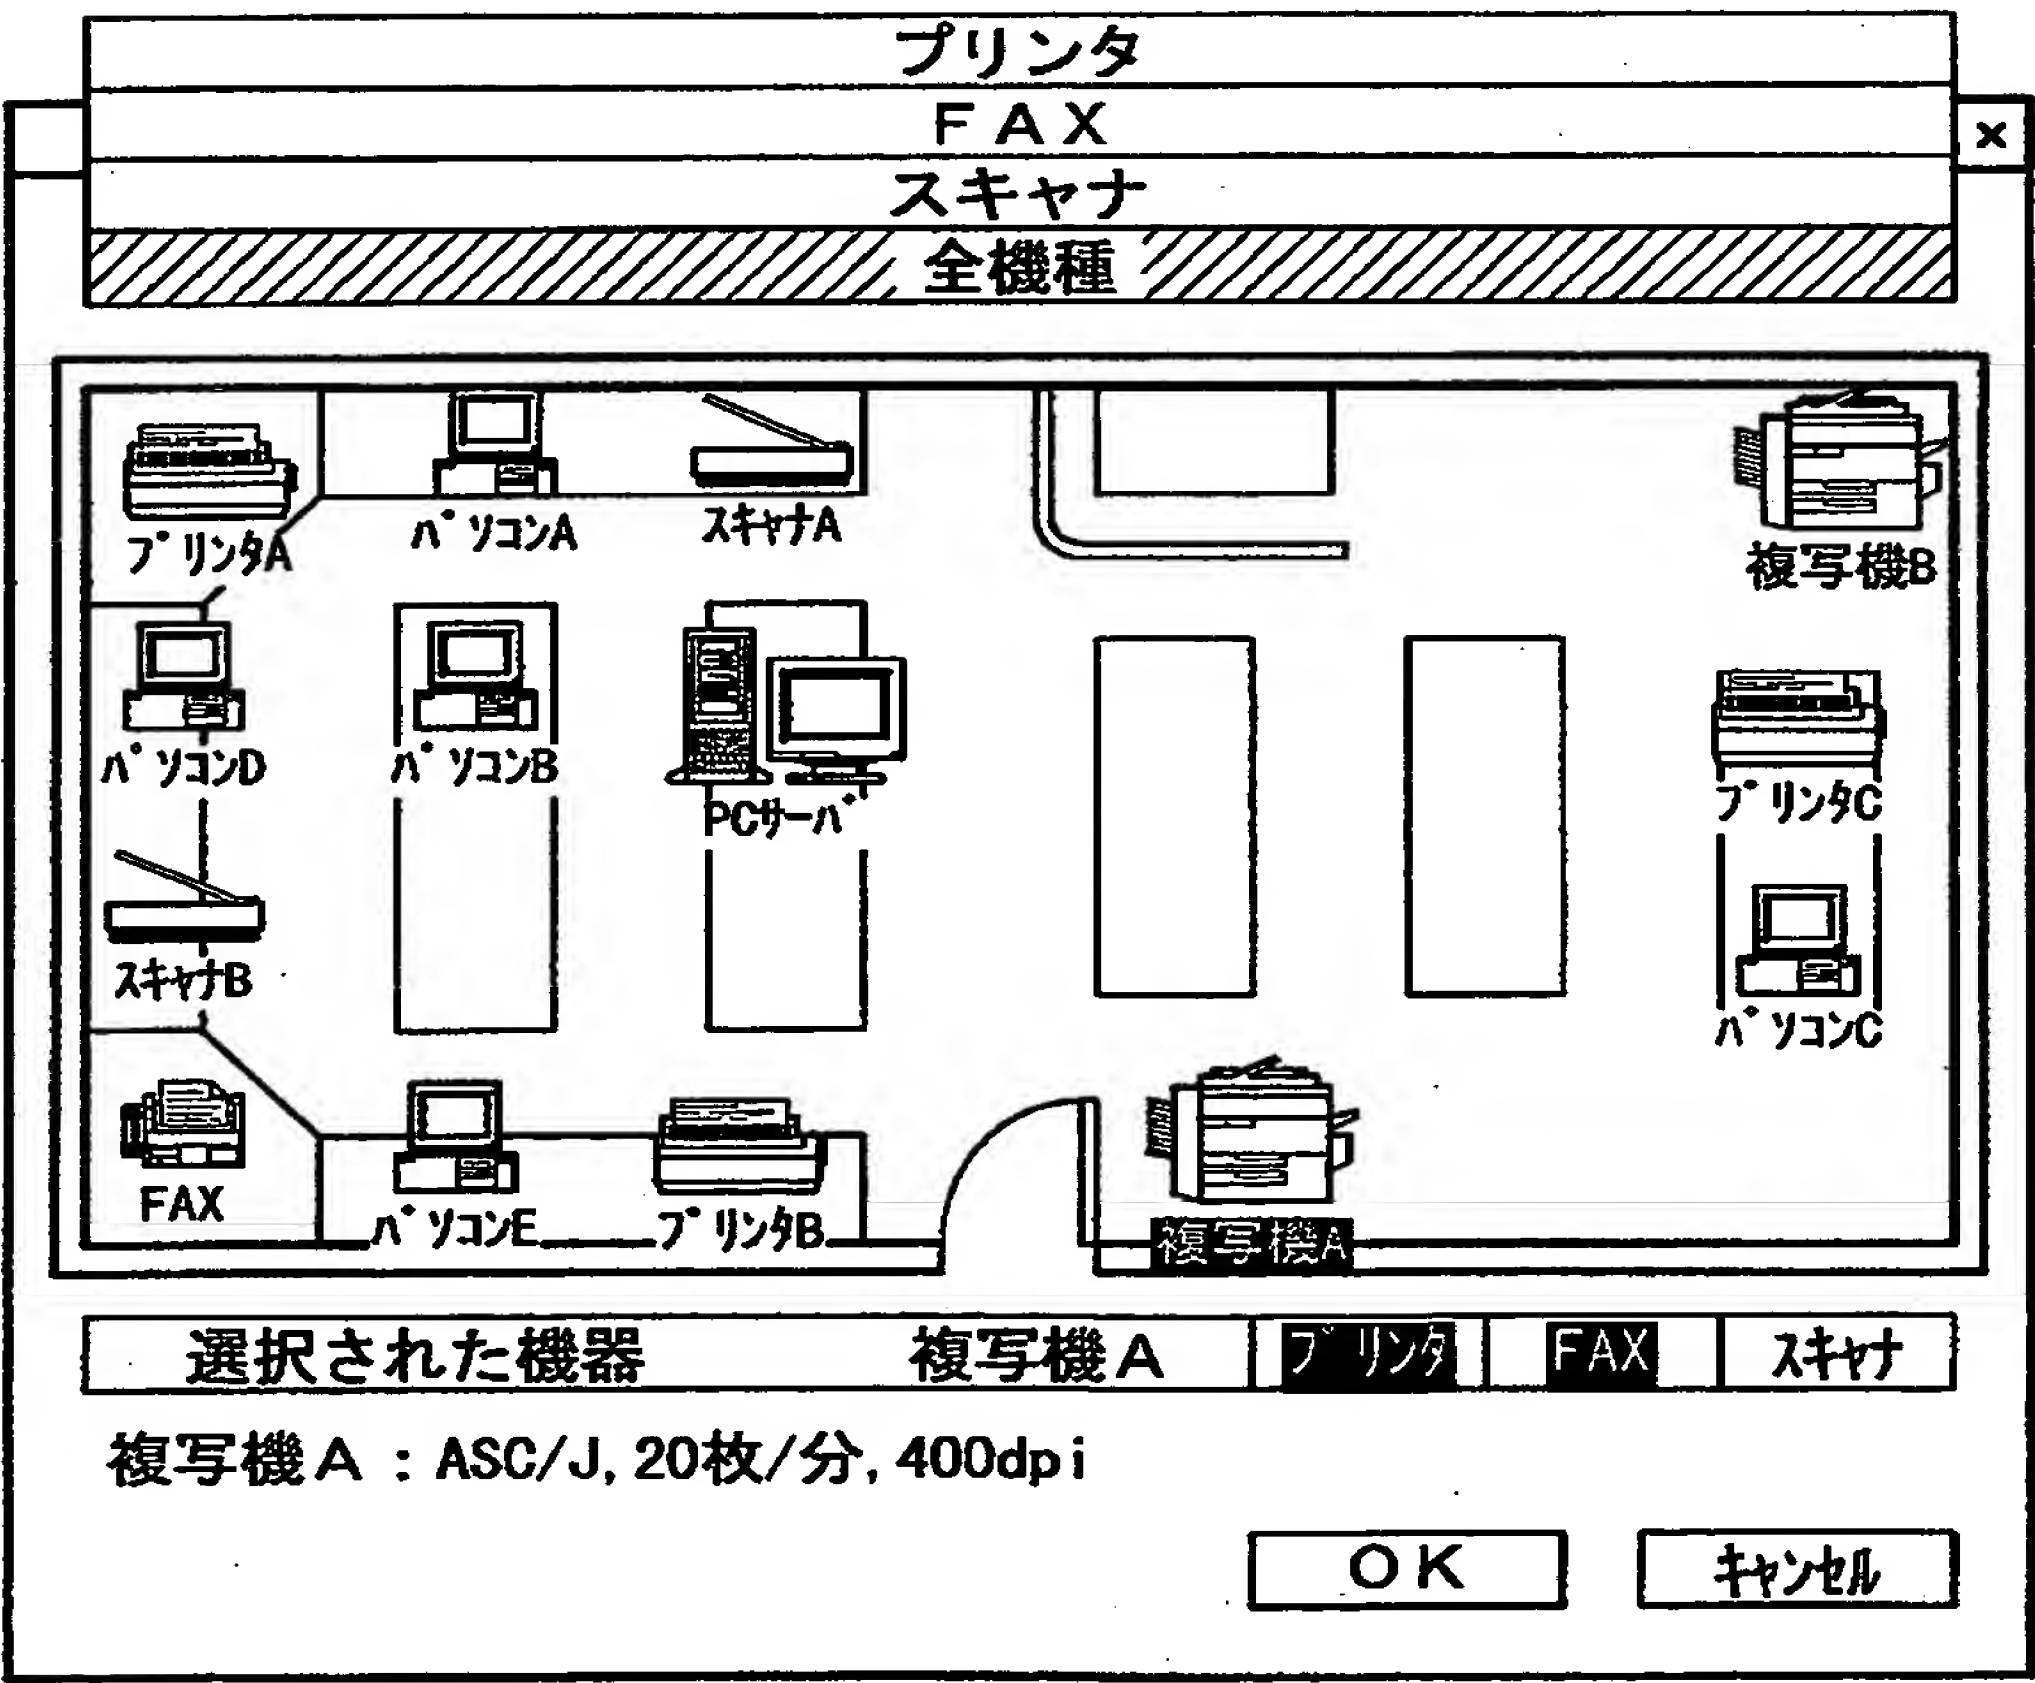 プリンタ
FAX
×
スキャナ
全機種
プリンタA
パソコンA
スキャナA
複写機B
パソコンD
パソコンB
PCサーバ
プリンタC
スキャナB
パソコンC
FAX
パソコンE
プリンタB
複写機A
選択された機器 複写機A プリンタ FAX スキャナ
複写機A:ASC/J,20枚/分,400dpi
OK キャンセル